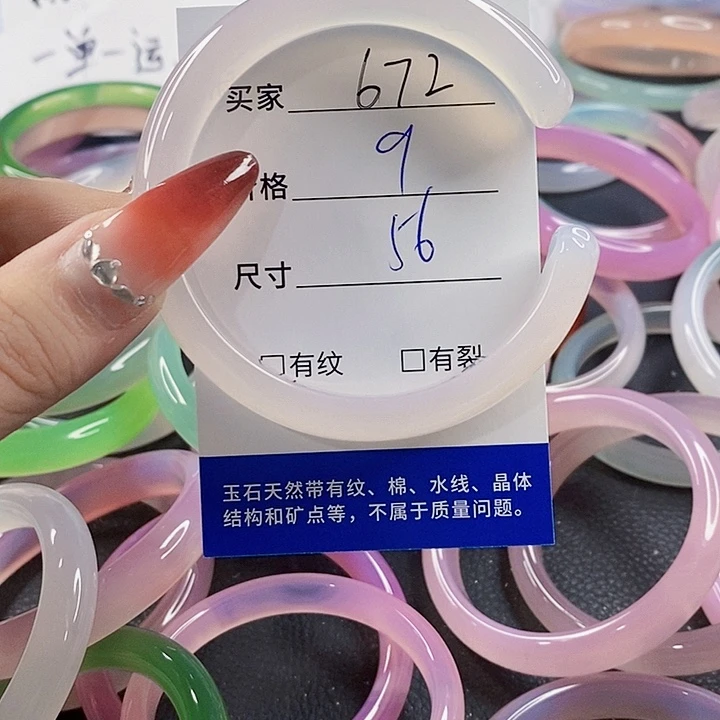 一单一运
买家 672
格 9
尺寸 56
□有纹 □有裂
玉石天然带有纹、棉、水线、晶体
结构和矿点等，不属于质量问题。